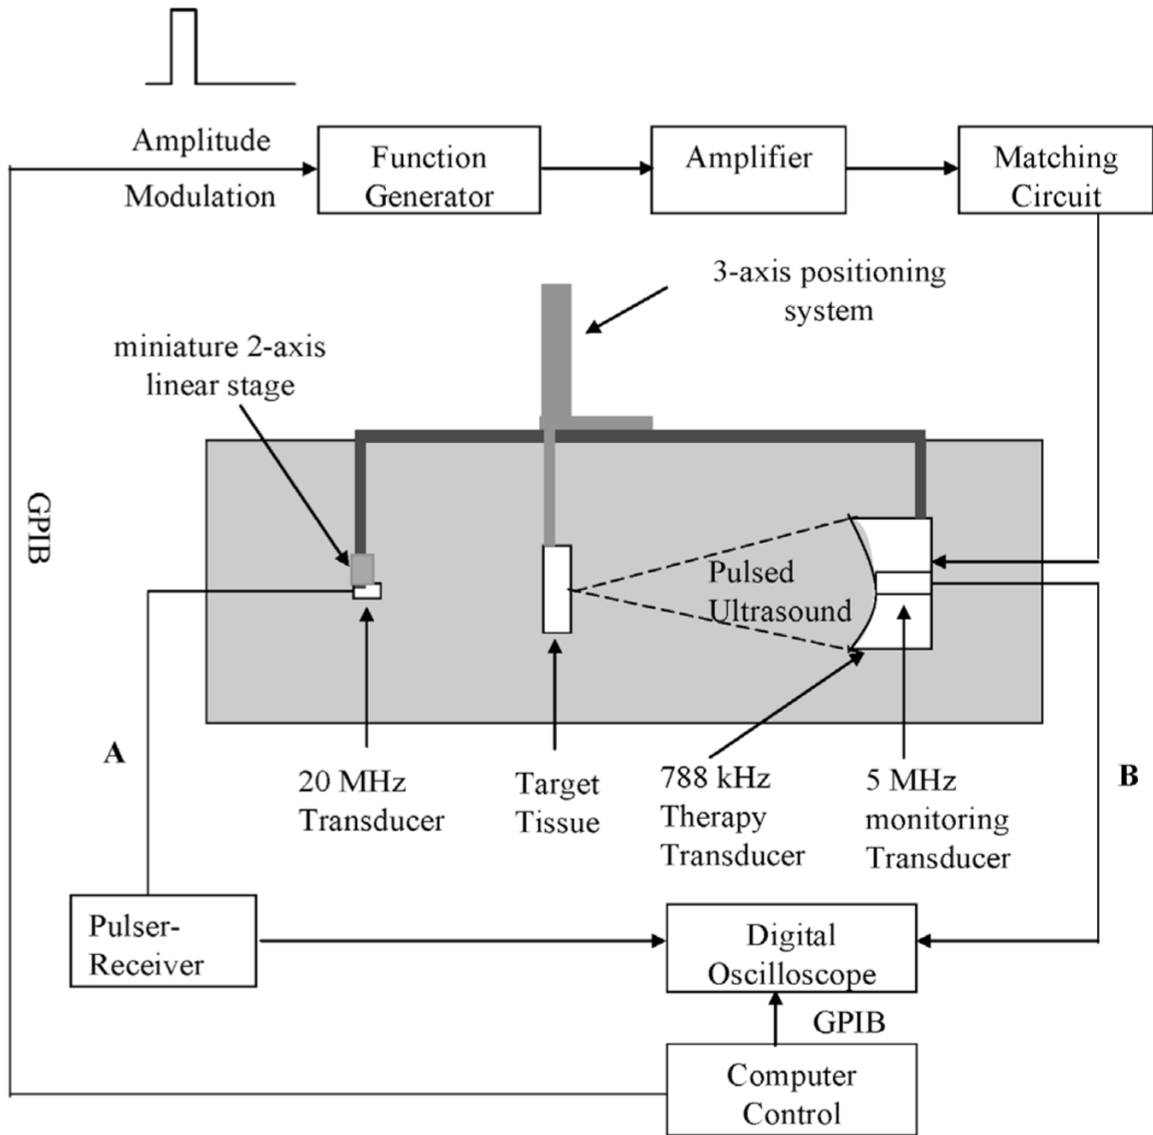 Amplitude
Modulation
Function
Generator
Amplifier
Matching
Circuit
3-axis positioning
system
miniature 2-axis
linear stage
GPIB
Pulsed
Ultrasound
A
20 MHz
Transducer
Target
Tissue
788 kHz
Therapy
Transducer
5 MHz
monitoring
Transducer
B
Pulser-
Receiver
Digital
Oscilloscope
GPIB
Computer
Control